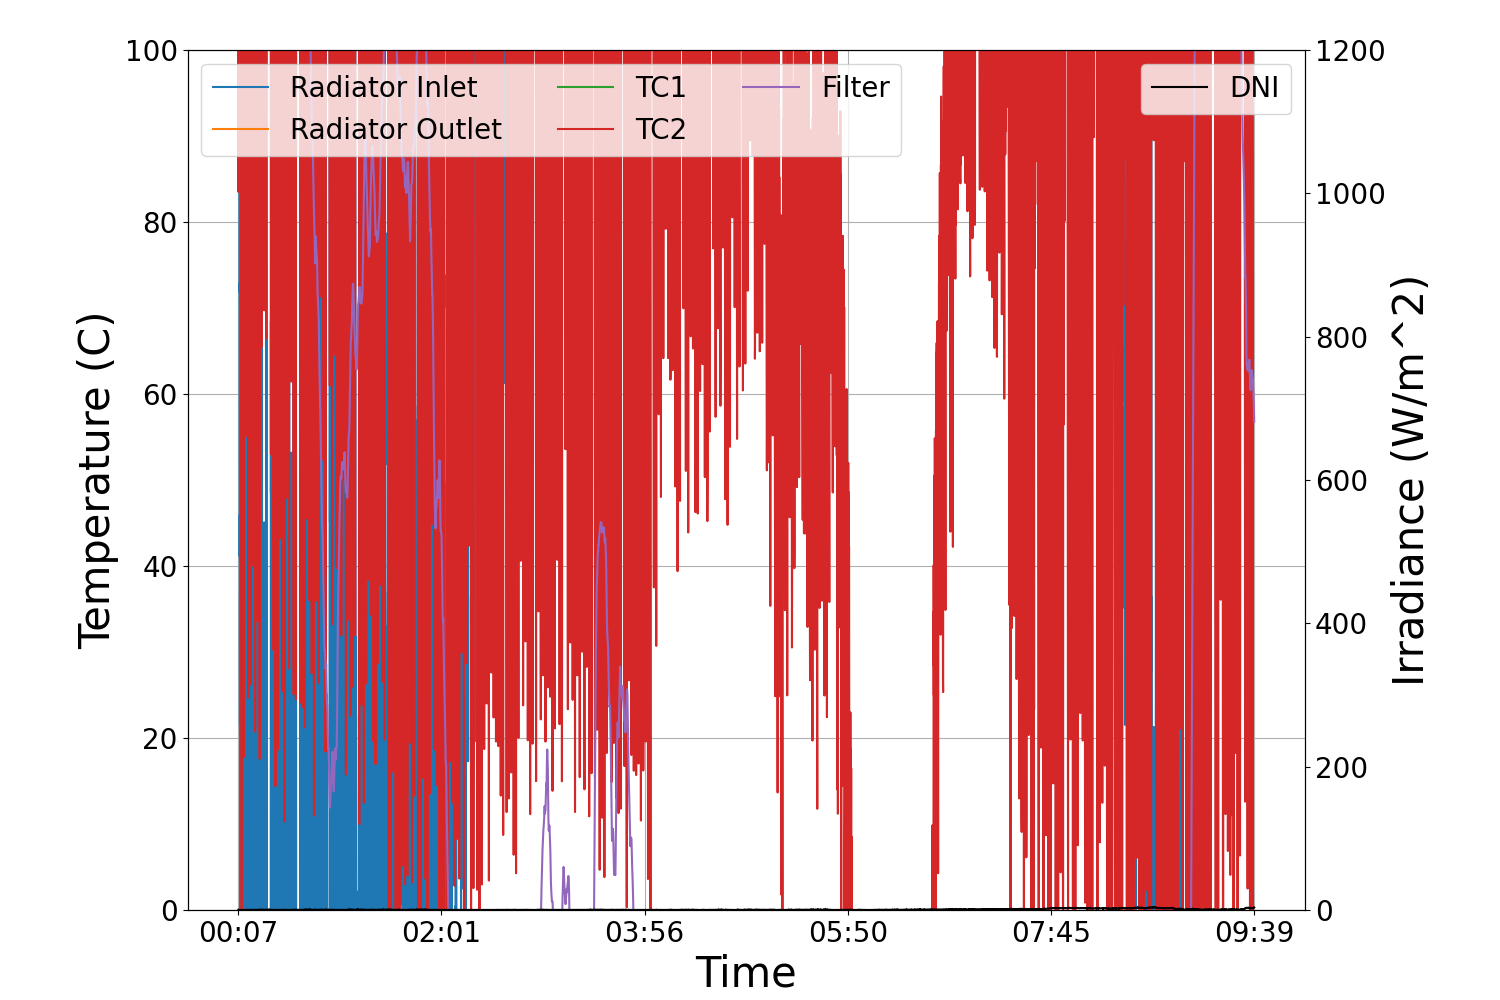 100
1200
Radiator Inlet
TC1
Filter
DNI
Radiator Outlet
TC2
80
1000
60
800
40
600
20
400
0
200
0
00:07
02:01
03:56
05:50
07:45
09:39
Temperature (C)
Irradiance (W/m^2)
Time